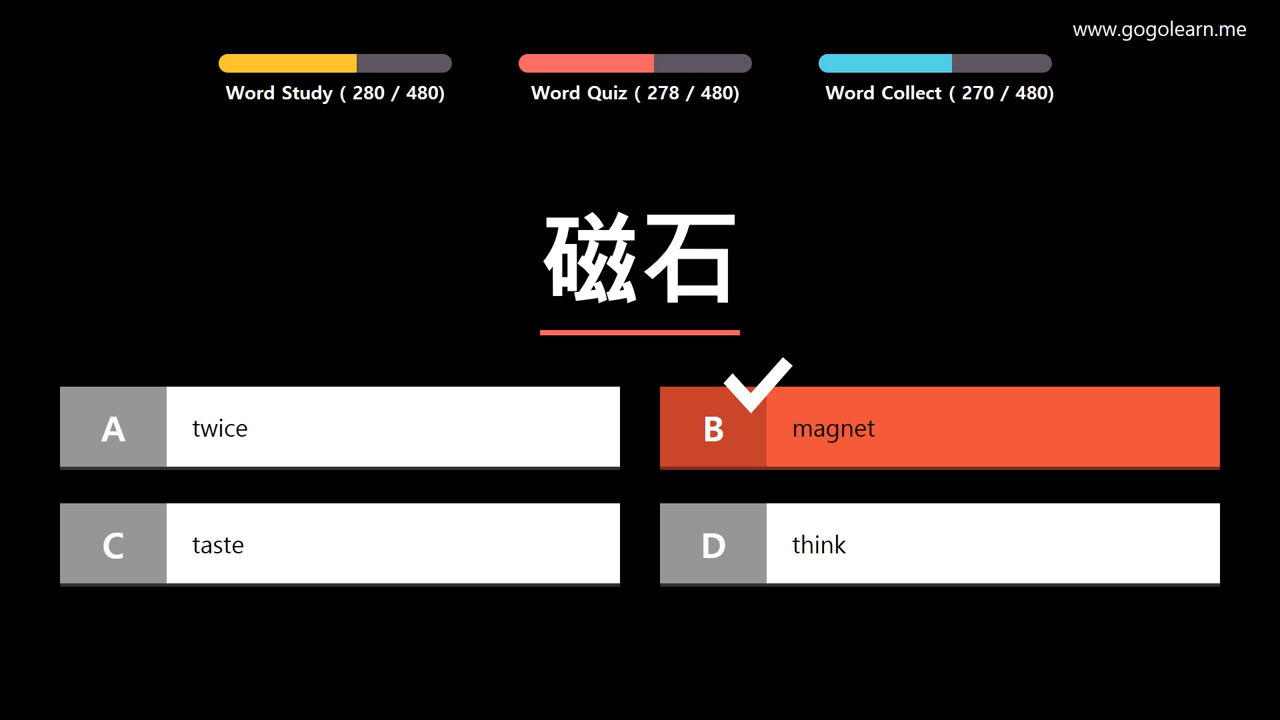 www.gogolearn.me
Word Study ( 280 / 480)
Word Quiz ( 278 / 480)
Word Collect ( 270 / 480)
磁石
A twice
B magnet
C taste
D think